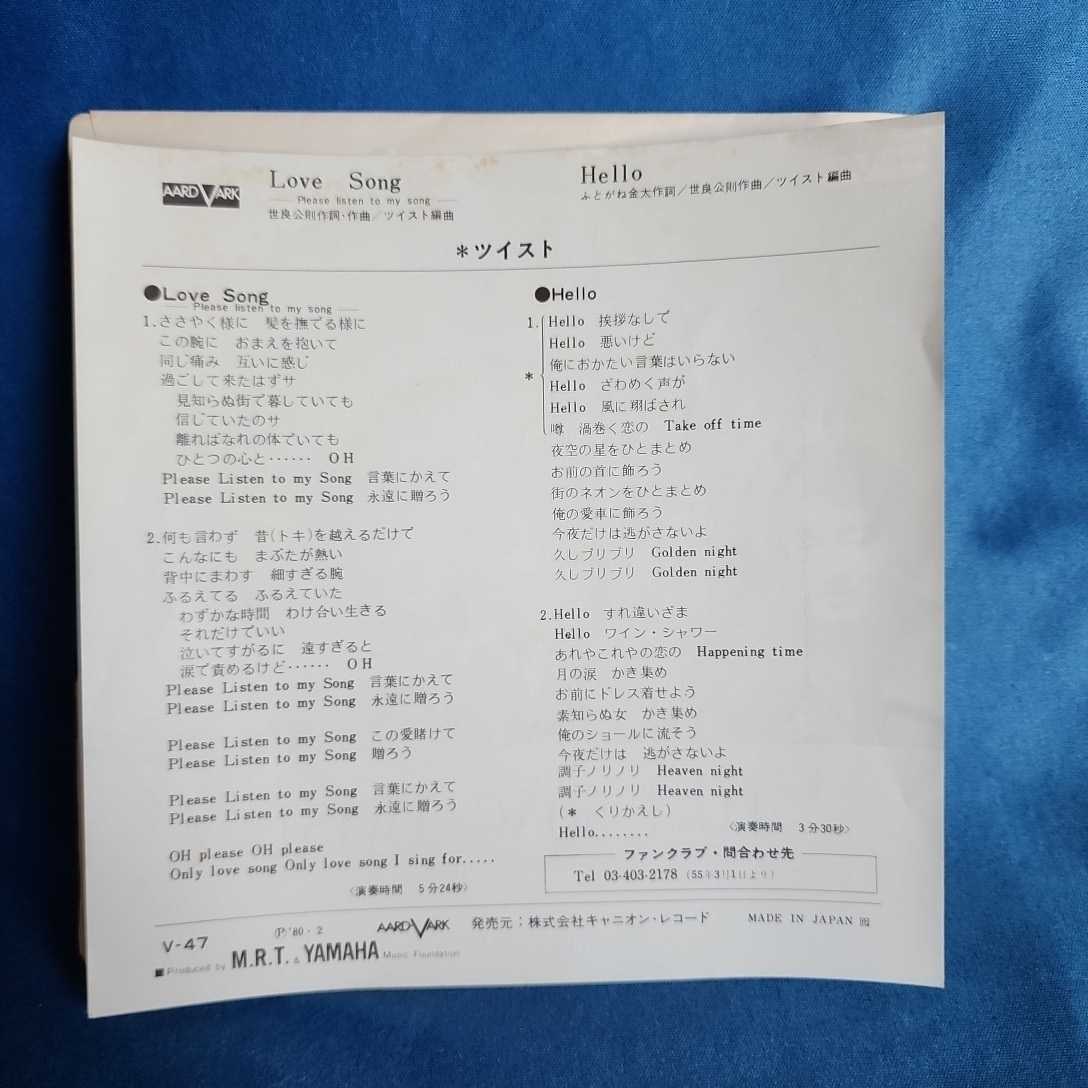 AARDVARK
Love Song
Please listen to my song
世良公則作詞・作曲／ツイスト編曲
Hello
ふとがね金太作詞／世良公則作曲／ツイスト編曲
＊ツイスト
●Love Song
Please listen to my song
1.ささやく様に 髪を撫でる様に
この腕に おまえを抱いて
同じ痛み 互いに感じ
過ごして来たはずサ
見知らぬ街で暮していても
信じていたのサ
離ればなれの体でいても
ひとつの心と…… OH
Please Listen to my Song 言葉にかえて
Please Listen to my Song 永遠に贈ろう
2.何も言わず 昔(トキ)を越えるだけで
こんなにも まぶたが熱い
背中にまわす 細すぎる腕
ふるえてる ふるえていた
わずかな時間 わけ合い生きる
それだけでいい
泣いてすがるに 遠すぎると
涙で責めるけど…… OH
Please Listen to my Song 言葉にかえて
Please Listen to my Song 永遠に贈ろう
Please Listen to my Song この愛賭けて
Please Listen to my Song 贈ろう
Please Listen to my Song 言葉にかえて
Please Listen to my Song 永遠に贈ろう
OH please OH please
Only love song Only love song I sing for.....
〈演奏時間 5分24秒〉
●Hello
1.Hello 挨拶なしで
Hello 悪いけど
俺におかたい言葉はいらない
＊
Hello ざわめく声が
Hello 風に翔ばされ
噂 渦巻く恋の Take off time
夜空の星をひとまとめ
お前の首に飾ろう
街のネオンをひとまとめ
俺の愛車に飾ろう
今夜だけは逃がさないよ
久しブリブリ Golden night
久しブリブリ Golden night
2.Hello すれ違いざま
Hello ワイン・シャワー
あれやこれやの恋の Happening time
月の涙 かき集め
お前にドレス着せよう
素知らぬ女 かき集め
俺のショールに流そう
今夜だけは 逃がさないよ
調子ノリノリ Heaven night
調子ノリノリ Heaven night
(＊ くりかえし)
Hello........
〈演奏時間 3分30秒〉
ファンクラブ・問合わせ先
Tel 03-403-2178 (55年3月1日より)
V-47
Ⓟ'80・2
AARDVARK
発売元；株式会社キャニオン・レコード
MADE IN JAPAN
■Produced by M.R.T. & YAMAHA Music Foundation